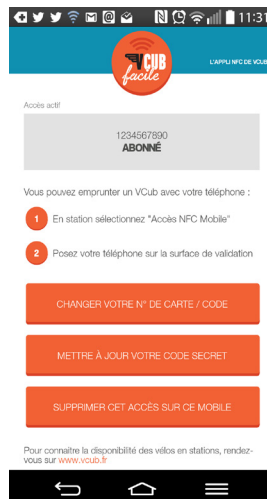 11:31
VCUB
facile
L'APPLI NFC DE VCUB
Accès actif
1234567890
ABONNÉ
Vous pouvez emprunter un VCub avec votre téléphone :
1 En station sélectionnez "Accès NFC Mobile"
2 Posez votre téléphone sur la surface de validation
CHANGER VOTRE N° DE CARTE / CODE
METTRE À JOUR VOTRE CODE SECRET
SUPPRIMER CET ACCÈS SUR CE MOBILE
Pour connaitre la disponibilité des vélos en stations, rendez-
vous sur www.vcub.fr